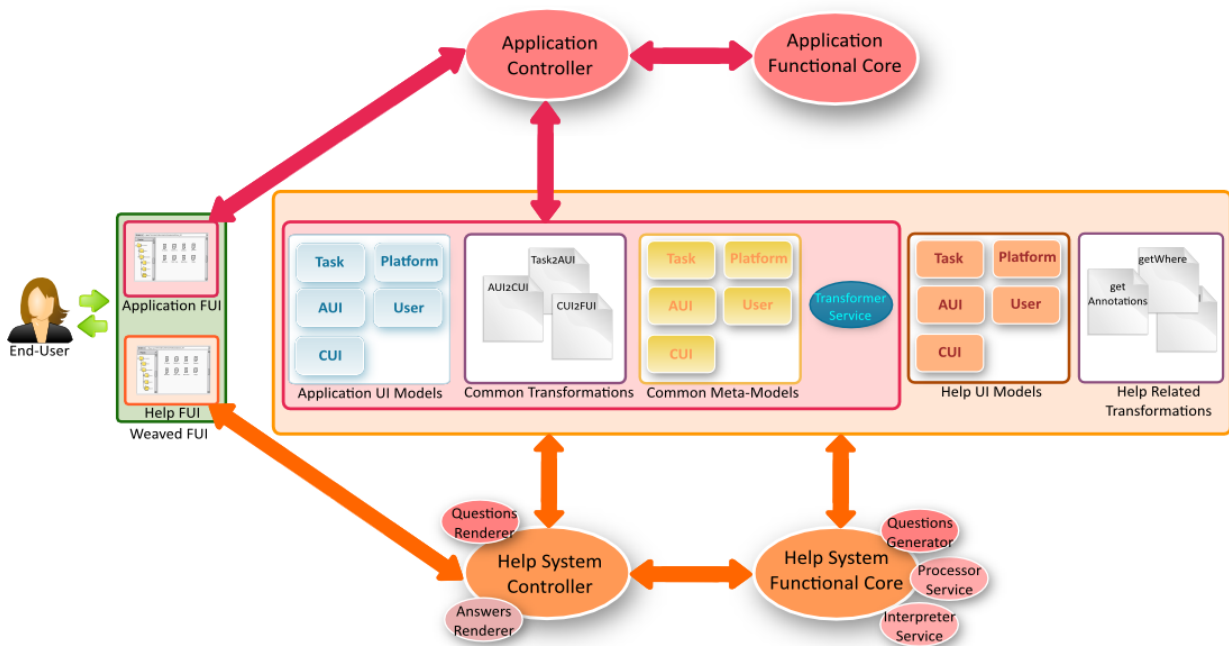 Application
Controller
Application
Functional Core
Application FUI
End-User
Help FUI
Weaved FUI
Task
Platform
AUI
User
CUI
Application UI Models
Task2AUI
AUI2CUI
CUI2FUI
Common Transformations
Task
Platform
AUI
User
CUI
Common Meta-Models
Transformer
Service
Task
Platform
AUI
User
CUI
Help UI Models
getWhere
get
Annotations
Help Related
Transformations
Questions
Renderer
Help System
Controller
Answers
Renderer
Help System
Functional Core
Questions
Generator
Processor
Service
Interpreter
Service